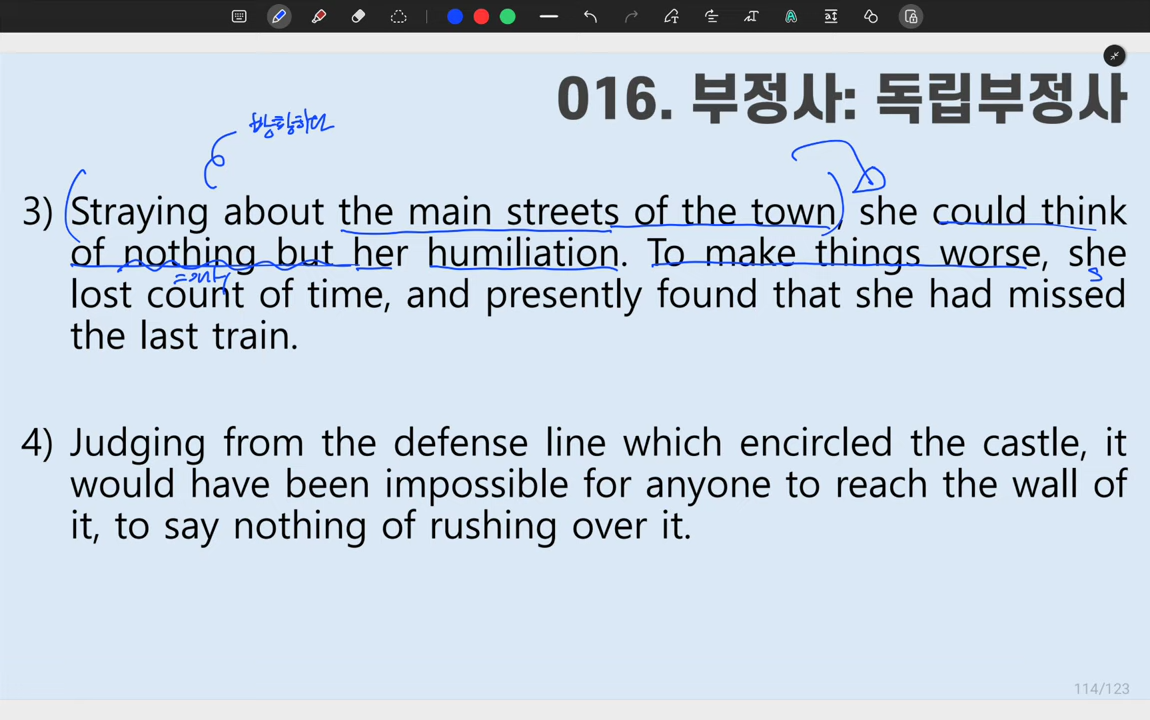 016. 부정사: 독립부정사
방황하다
3) Straying about the main streets of the town, she could think
of nothing but her humiliation. To make things worse, she
=only
S
lost count of time, and presently found that she had missed
the last train.
4) Judging from the defense line which encircled the castle, it
would have been impossible for anyone to reach the wall of
it, to say nothing of rushing over it.
114/123